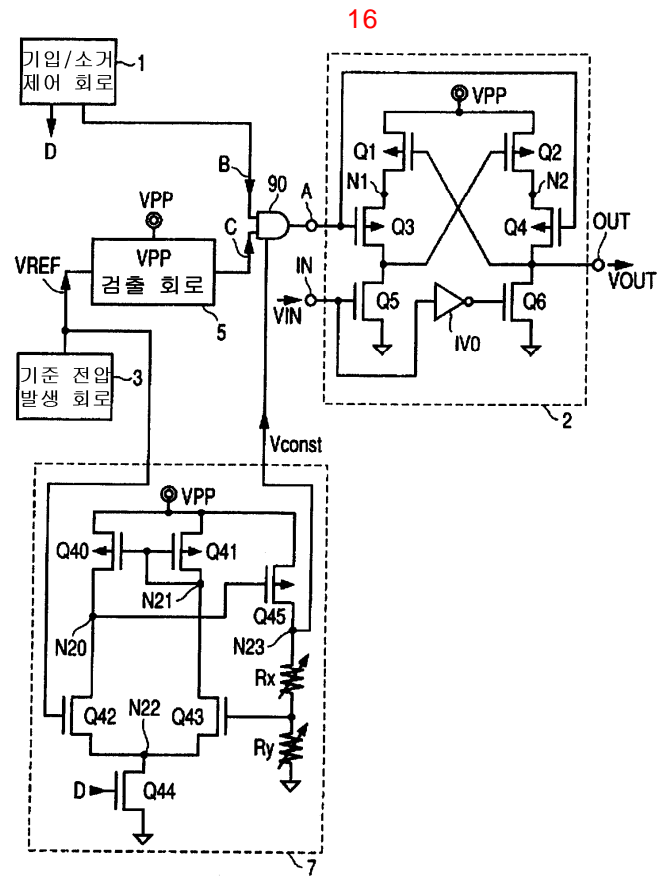 16
기입/소거
제어 회로
1
D
B
90
A
C
VPP
VPP
검출 회로
5
VREF
기준 전압
발생 회로
3
VPP
Q1
Q2
N1
N2
Q3
Q4
OUT
VOUT
IN
VIN
Q5
Q6
IV0
2
Vconst
VPP
Q40
Q41
N21
Q45
N20
N23
Rx
Q42
N22
Q43
Ry
D
Q44
7